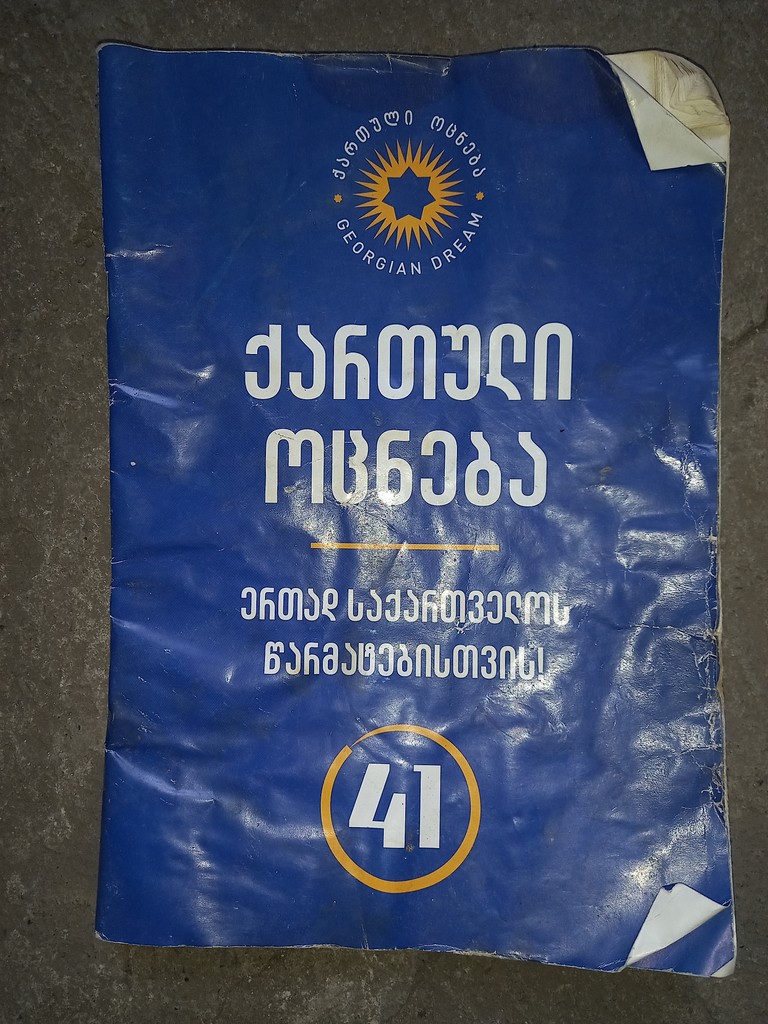 ქართული ოცნება
GEORGIAN DREAM
ქართული
ოცნება
ერთად საქართველოს
წარმატებისთვის!
41